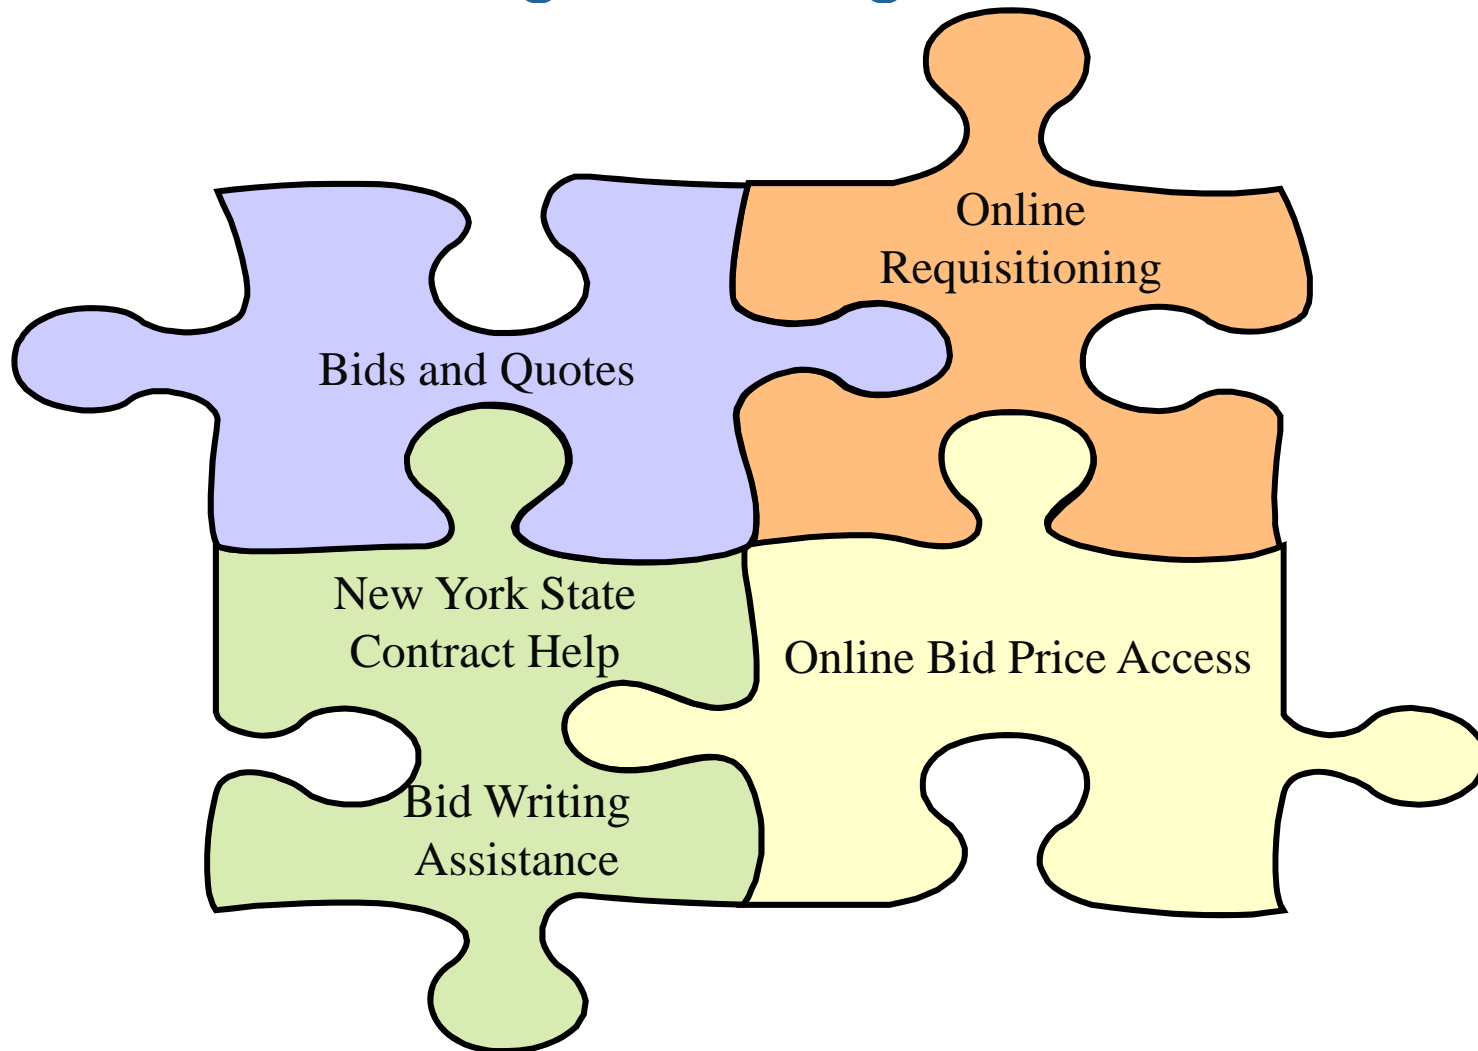 Online
Requisitioning
Bids and Quotes
New York State
Contract Help
Online Bid Price Access
Bid Writing
Assistance